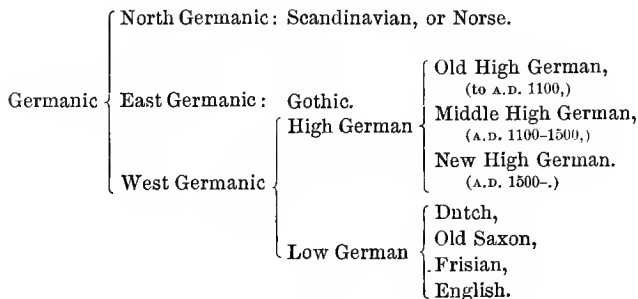 North Germanic: Scandinavian, or Norse.
Old High German,
(to A.D. 1100,)
Germanic East Germanic: Gothic.
High German Middle High German,
(A.D. 1100-1500,)
New High German.
(A.D. 1500-.)
West Germanic
Dutch,
Old Saxon,
Low German
Frisian,
English.